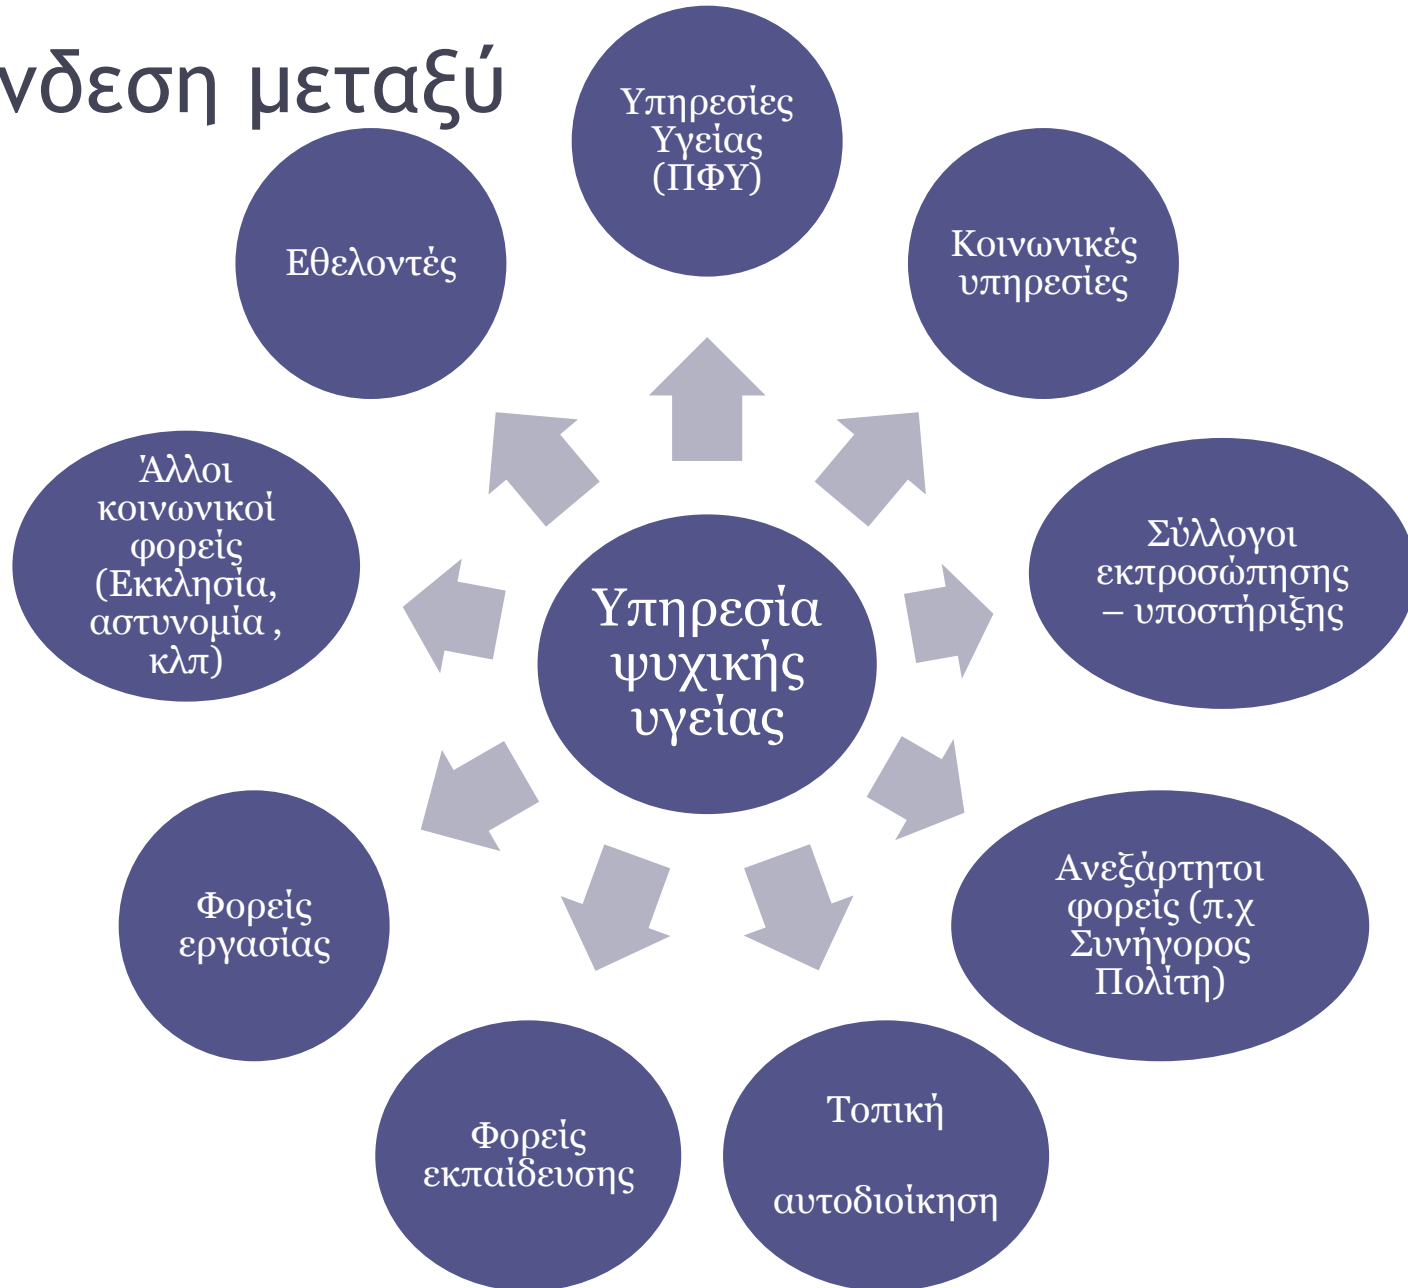 νδεση μεταξύ
Υπηρεσίες
Υγείας
(ΠΦΥ)
Κοινωνικές
υπηρεσίες
Σύλλογοι
εκπροσώπησης
– υποστήριξης
Ανεξάρτητοι
φορείς (π.χ
Συνήγορος
Πολίτη)
Τοπική
αυτοδιοίκηση
Φορείς
εκπαίδευσης
Φορείς
εργασίας
Άλλοι
κοινωνικοί
φορείς
(Εκκλησία,
αστυνομία ,
κλπ)
Εθελοντές
Υπηρεσία
ψυχικής
υγείας